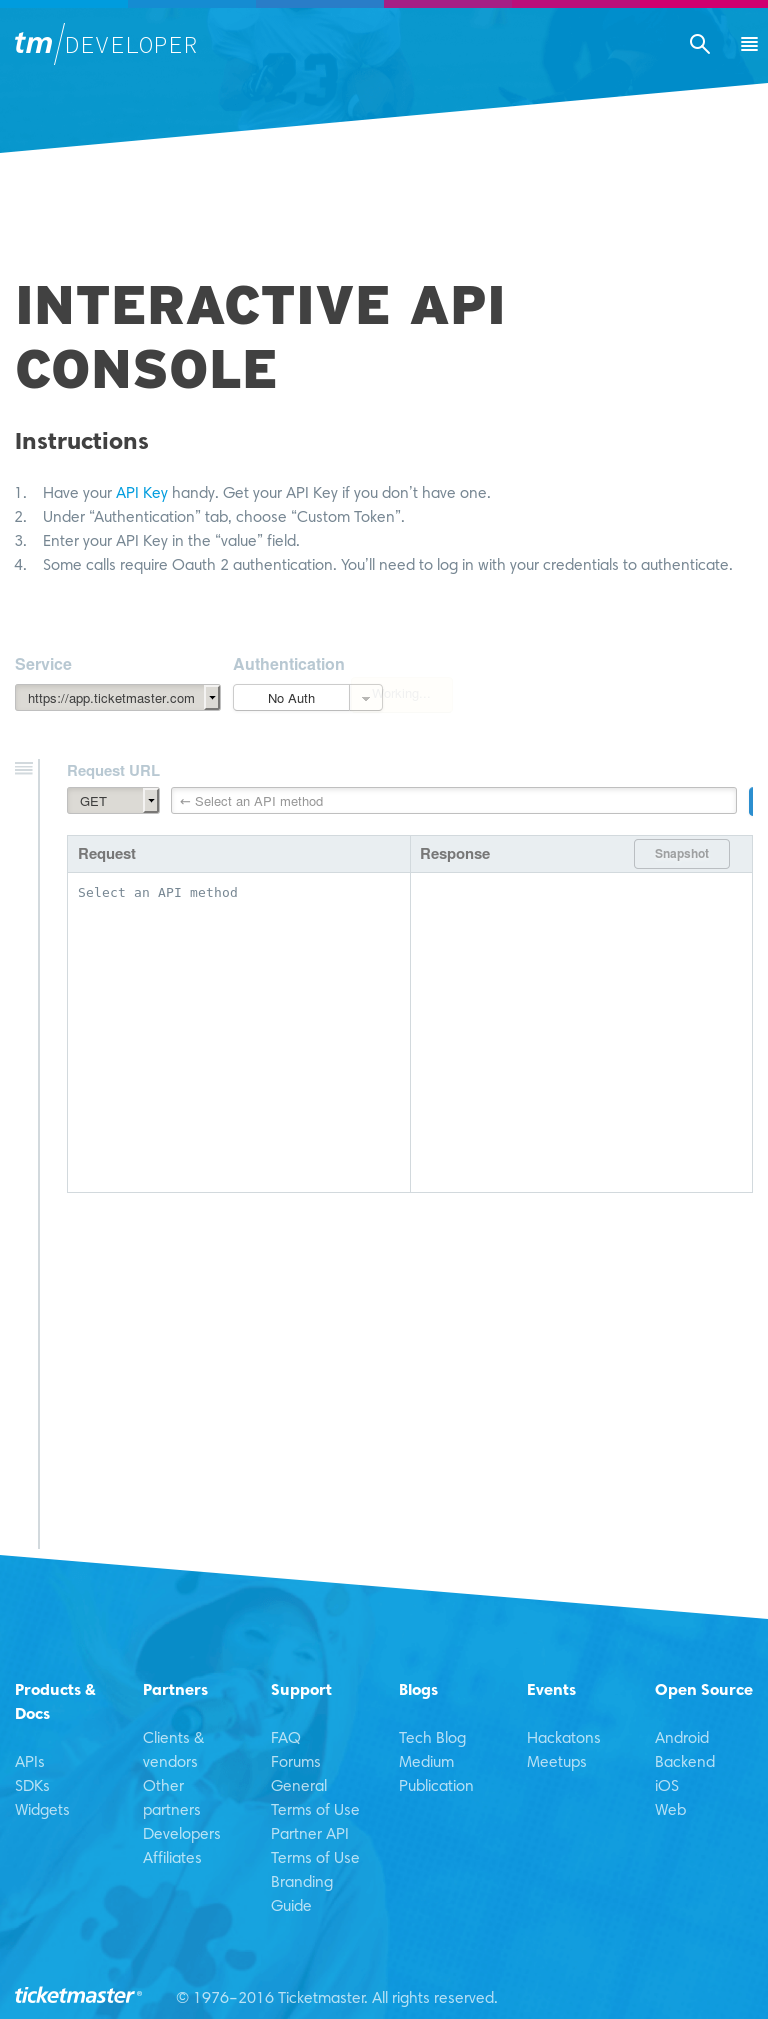 tm/DEVELOPER
23
INTERACTIVE API
CONSOLE
Instructions
1. Have your API Key handy. Get your API Key if you don’t have one.
2. Under “Authentication” tab, choose “Custom Token”.
3. Enter your API Key in the “value” field.
4. Some calls require Oauth 2 authentication. You’ll need to log in with your credentials to authenticate.
Service Authentication
https://app.ticketmaster.com No Auth Working...
Request URL
GET ← Select an API method
Request Response Snapshot
Select an API method
Products &
Docs
APIs
SDKs
Widgets
Partners
Clients &
vendors
Other
partners
Developers
Affiliates
Support
FAQ
Forums
General
Terms of Use
Partner API
Terms of Use
Branding
Guide
Blogs
Tech Blog
Medium
Publication
Events
Hackatons
Meetups
Open Source
Android
Backend
iOS
Web
ticketmaster® © 1976-2016 Ticketmaster. All rights reserved.